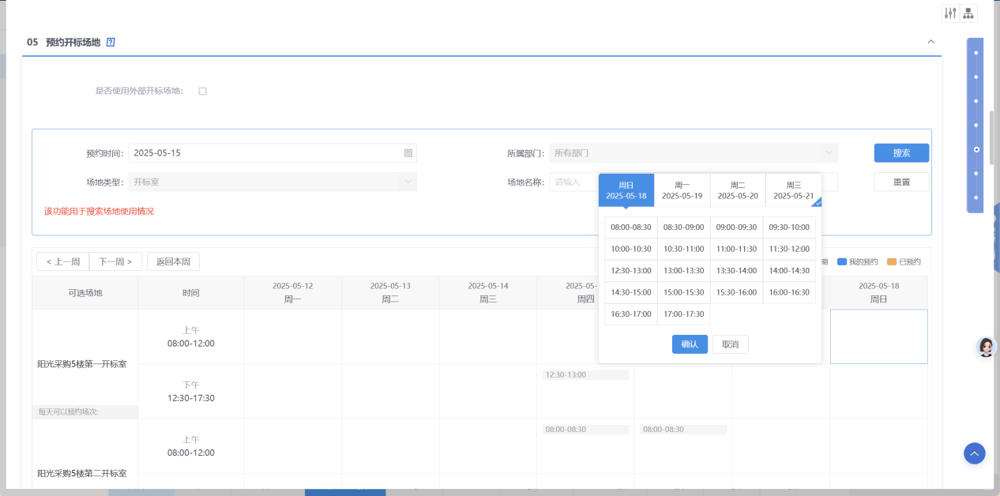 05 预约开标场地 ?
是否使用外部开标场地：
预约时间： 2025-05-15 所属部门： 所有部门 搜索
场地类型： 开标室 场地名称： 请输入 重置
该功能用于搜索场地使用情况
周日 周一 周二 周三
2025-05-18 2025-05-19 2025-05-20 2025-05-21
08:00-08:30 08:30-09:00 09:00-09:30 09:30-10:00
10:00-10:30 10:30-11:00 11:00-11:30 11:30-12:00
12:30-13:00 13:00-13:30 13:30-14:00 14:00-14:30
14:30-15:00 15:00-15:30 15:30-16:00 16:00-16:30
16:30-17:00 17:00-17:30
确认 取消
< 上一周 下一周 > 返回本周 期 我的预约 已预约
可选场地 时间 2025-05-12 2025-05-13 2025-05-14 2025-05- 2025-05-18
周一 周二 周三 周四 周日
上午
08:00-12:00
阳光采购5楼第一开标室
下午
12:30-17:30
12:30-13:00
每天可以预约场次:
上午
08:00-12:00
08:00-08:30 08:00-08:30
阳光采购5楼第二开标室